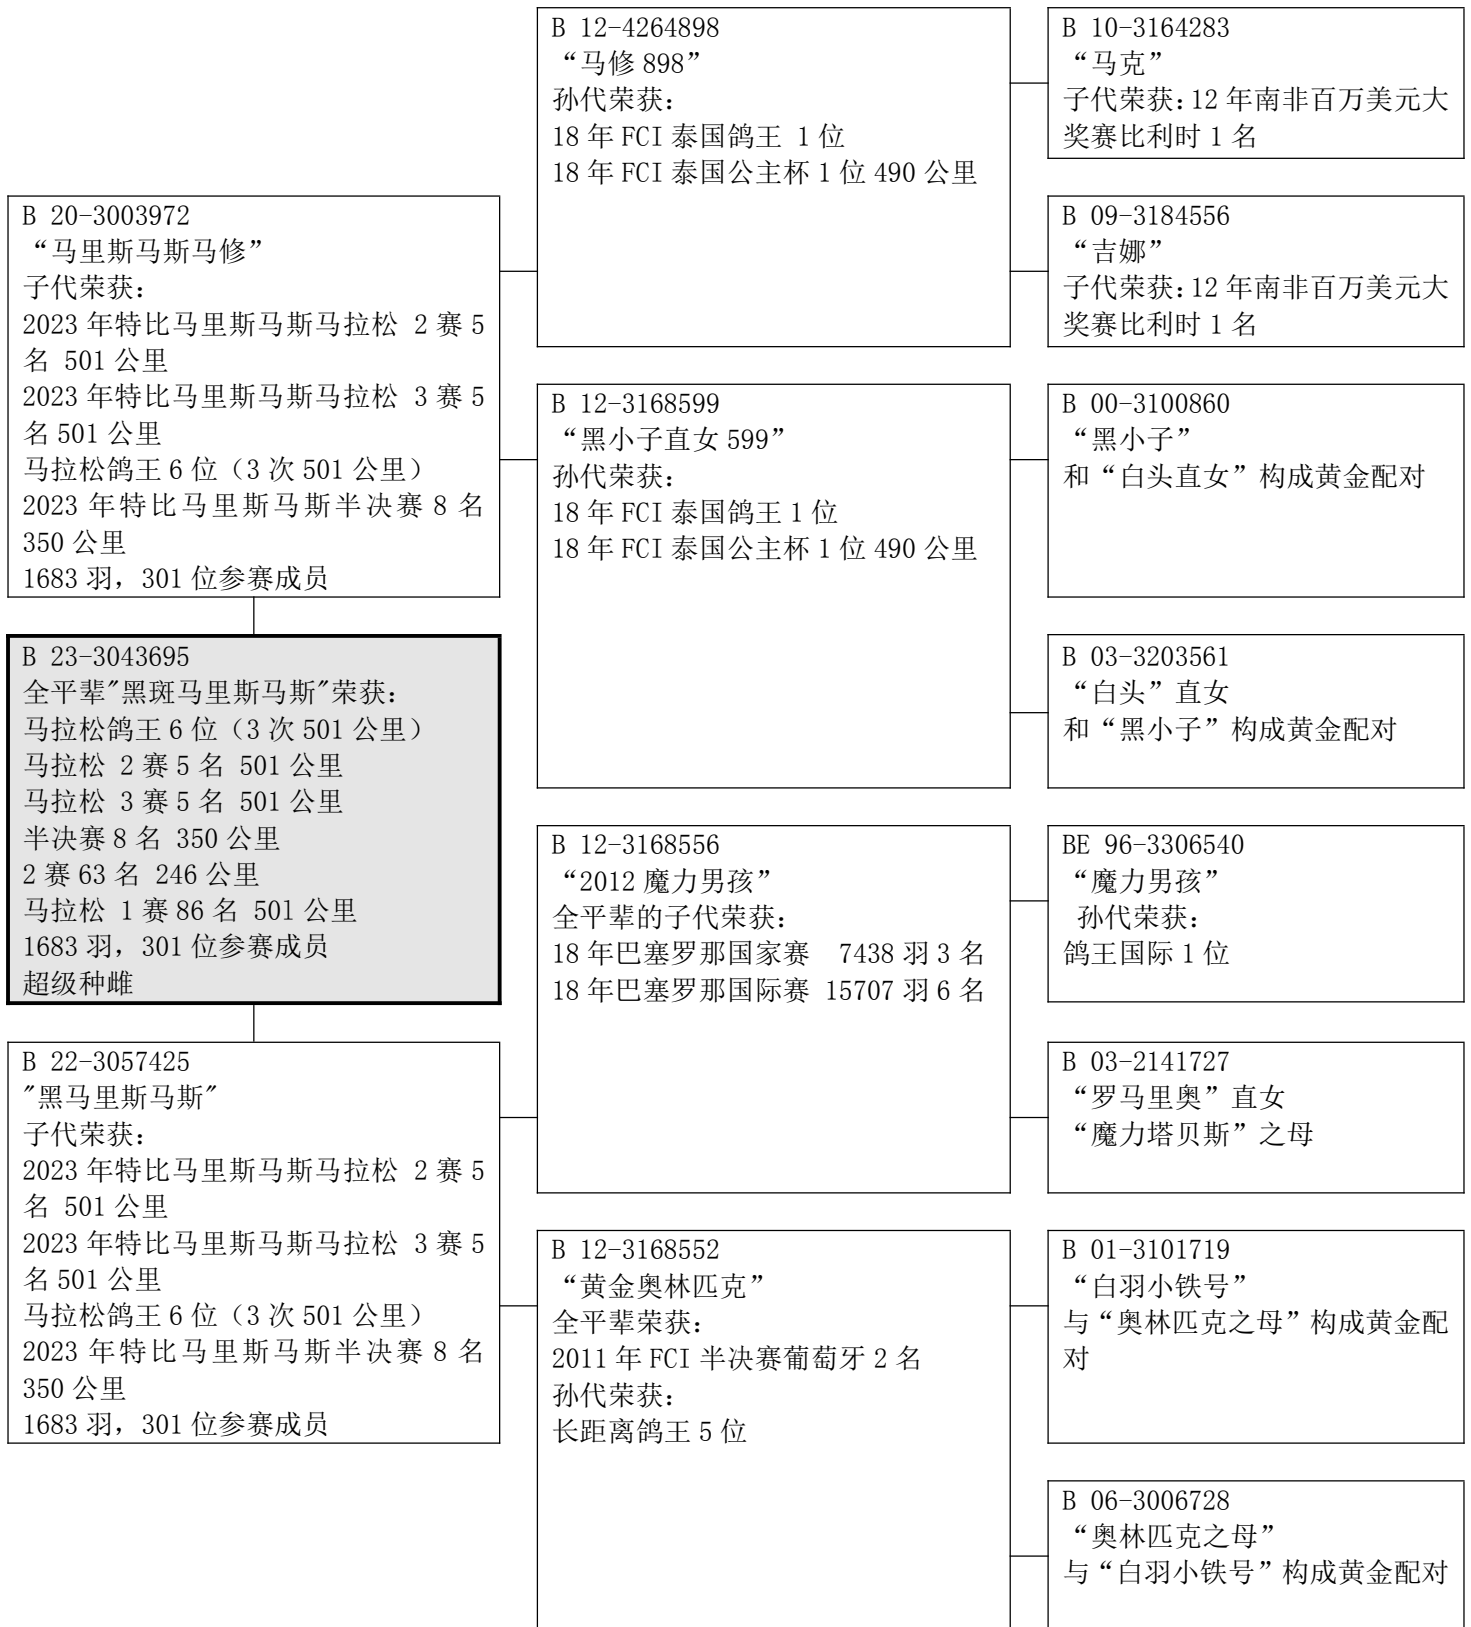 B 20-3003972
“马里斯马斯马修”
子代荣获：
2023 年特比马里斯马斯马拉松 2 赛 5
名 501 公里
2023 年特比马里斯马斯马拉松 3 赛 5
名 501 公里
马拉松鸽王 6 位（3 次 501 公里）
2023 年特比马里斯马斯半决赛 8 名
350 公里
1683 羽，301 位参赛成员
B 23-3043695
全平辈"黑斑马里斯马斯"荣获：
马拉松鸽王 6 位（3 次 501 公里）
马拉松 2 赛 5 名 501 公里
马拉松 3 赛 5 名 501 公里
半决赛 8 名 350 公里
2 赛 63 名 246 公里
马拉松 1 赛 86 名 501 公里
1683 羽，301 位参赛成员
超级种雌
B 22-3057425
"黑马里斯马斯"
子代荣获：
2023 年特比马里斯马斯马拉松 2 赛 5
名 501 公里
2023 年特比马里斯马斯马拉松 3 赛 5
名 501 公里
马拉松鸽王 6 位（3 次 501 公里）
2023 年特比马里斯马斯半决赛 8 名
350 公里
1683 羽，301 位参赛成员
B 12-4264898
“马修 898”
孙代荣获：
18 年 FCI 泰国鸽王 1 位
18 年 FCI 泰国公主杯 1 位 490 公里
B 12-3168599
“黑小子直女 599”
孙代荣获：
18 年 FCI 泰国鸽王 1 位
18 年 FCI 泰国公主杯 1 位 490 公里
B 12-3168556
“2012 魔力男孩”
全平辈的子代荣获：
18 年巴塞罗那国家赛 7438 羽 3 名
18 年巴塞罗那国际赛 15707 羽 6 名
B 12-3168552
“黄金奥林匹克”
全平辈荣获：
2011 年 FCI 半决赛葡萄牙 2 名
孙代荣获：
长距离鸽王 5 位
B 10-3164283
“马克”
子代荣获：12 年南非百万美元大
奖赛比利时 1 名
B 09-3184556
“吉娜”
子代荣获：12 年南非百万美元大
奖赛比利时 1 名
B 00-3100860
“黑小子”
和“白头直女”构成黄金配对
B 03-3203561
“白头”直女
和“黑小子”构成黄金配对
BE 96-3306540
“魔力男孩”
孙代荣获：
鸽王国际 1 位
B 03-2141727
“罗马里奥”直女
“魔力塔贝斯”之母
B 01-3101719
“白羽小铁号”
与“奥林匹克之母”构成黄金配
对
B 06-3006728
“奥林匹克之母”
与“白羽小铁号”构成黄金配对